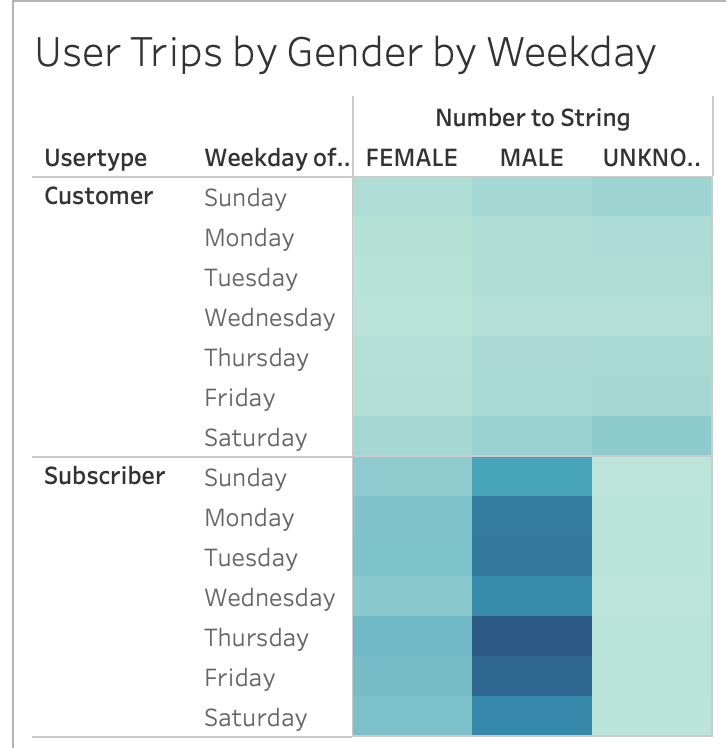 User Trips by Gender by Weekday
Number to String
Usertype Weekday of.. FEMALE MALE UNKNO..
Customer Sunday
Monday
Tuesday
Wednesday
Thursday
Friday
Saturday
Subscriber Sunday
Monday
Tuesday
Wednesday
Thursday
Friday
Saturday